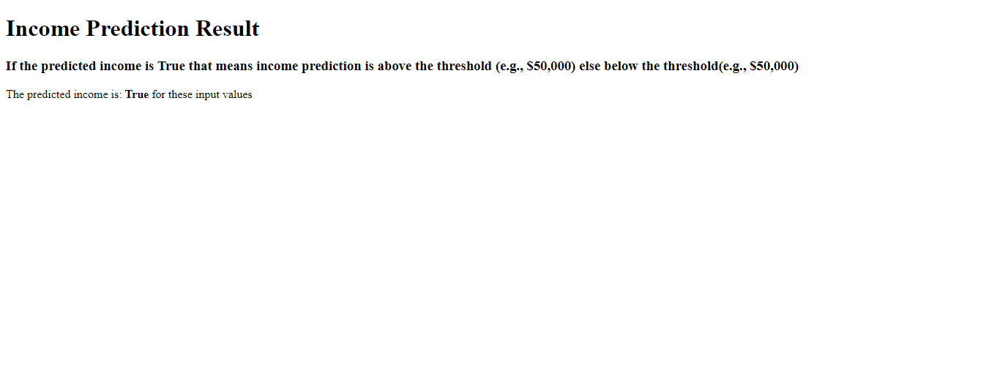 Income Prediction Result
If the predicted income is True that means income prediction is above the threshold (e.g., $50,000) else below the threshold(e.g., $50,000)
The predicted income is: True for these input values